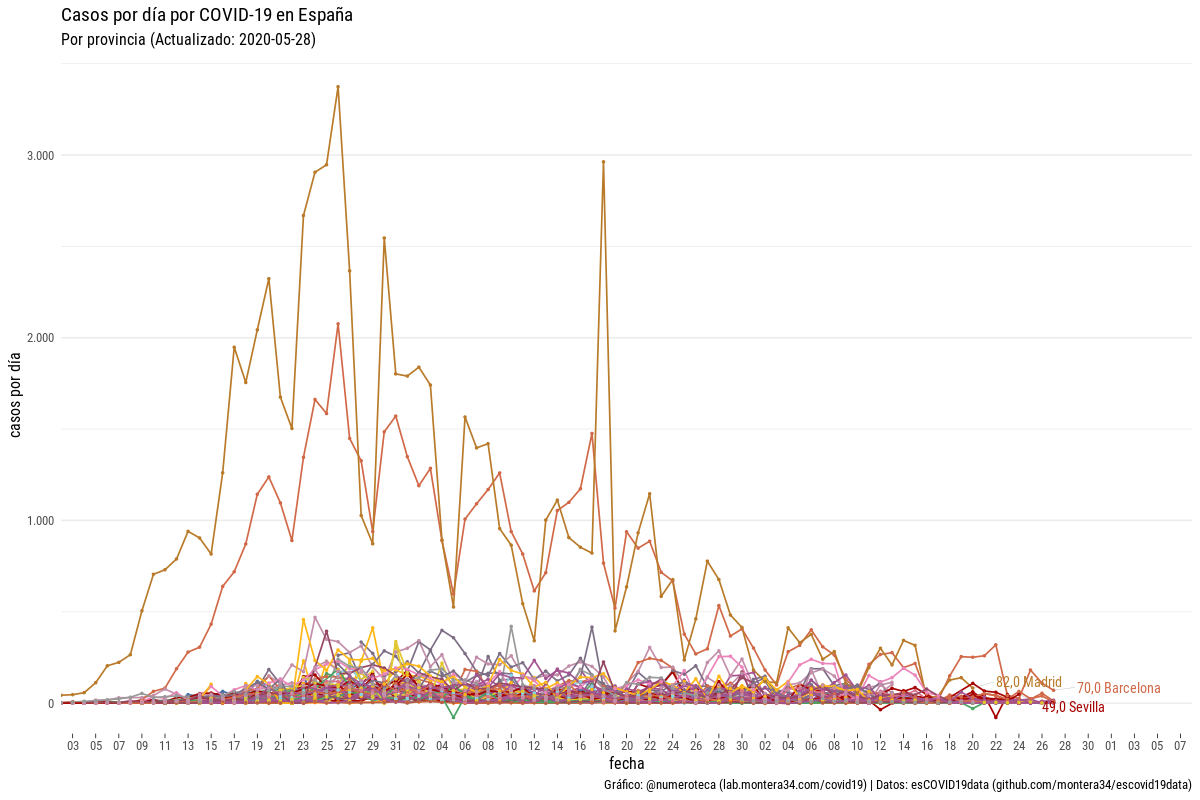 Casos por día por COVID-19 en España
Por provincia (Actualizado: 2020-05-28)
casos por día
3.000
2.000
1.000
0
82,0 Madrid
70,0 Barcelona
49,0 Sevilla
03 05 07 09 11 13 15 17 19 21 23 25 27 29 31 02 04 06 08 10 12 14 16 18 20 22 24 26 28 30 02 04 06 08 10 12 14 16 18 20 22 24 26 28 30 01 03 05 07
fecha
Gráfico: @numeroteca (lab.montera34.com/covid19) | Datos: esCOVID19data (github.com/montera34/escovid19data)